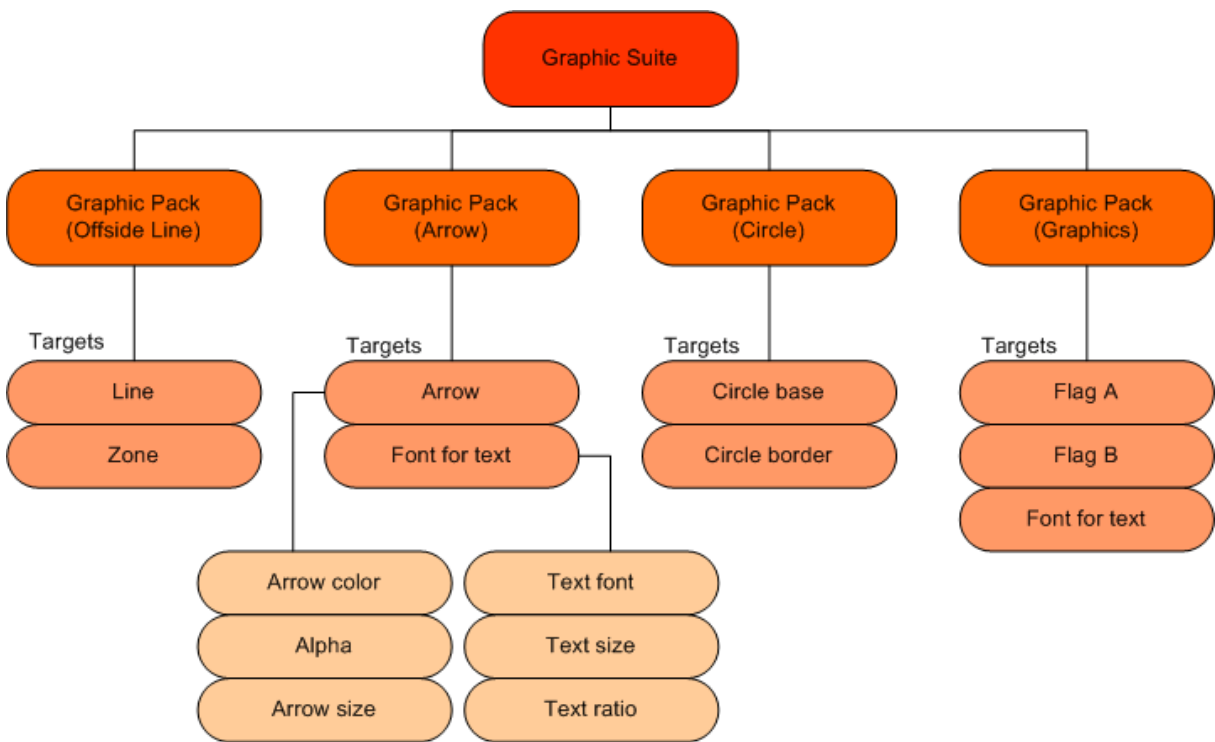 Graphic Suite
Graphic Pack
(Offside Line)
Graphic Pack
(Arrow)
Graphic Pack
(Circle)
Graphic Pack
(Graphics)
Targets
Targets
Targets
Targets
Line
Arrow
Circle base
Flag A
Zone
Font for text
Circle border
Flag B
Font for text
Arrow color
Text font
Alpha
Text size
Arrow size
Text ratio